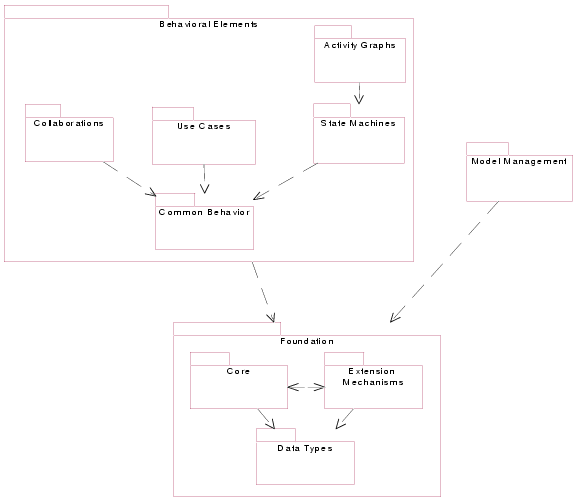 Behavioral Elements
Activity Graphs
Collaborations
Use Cases
State Machines
Model Management
Common Behavior
Foundation
Core
Extension
Mechanisms
Data Types